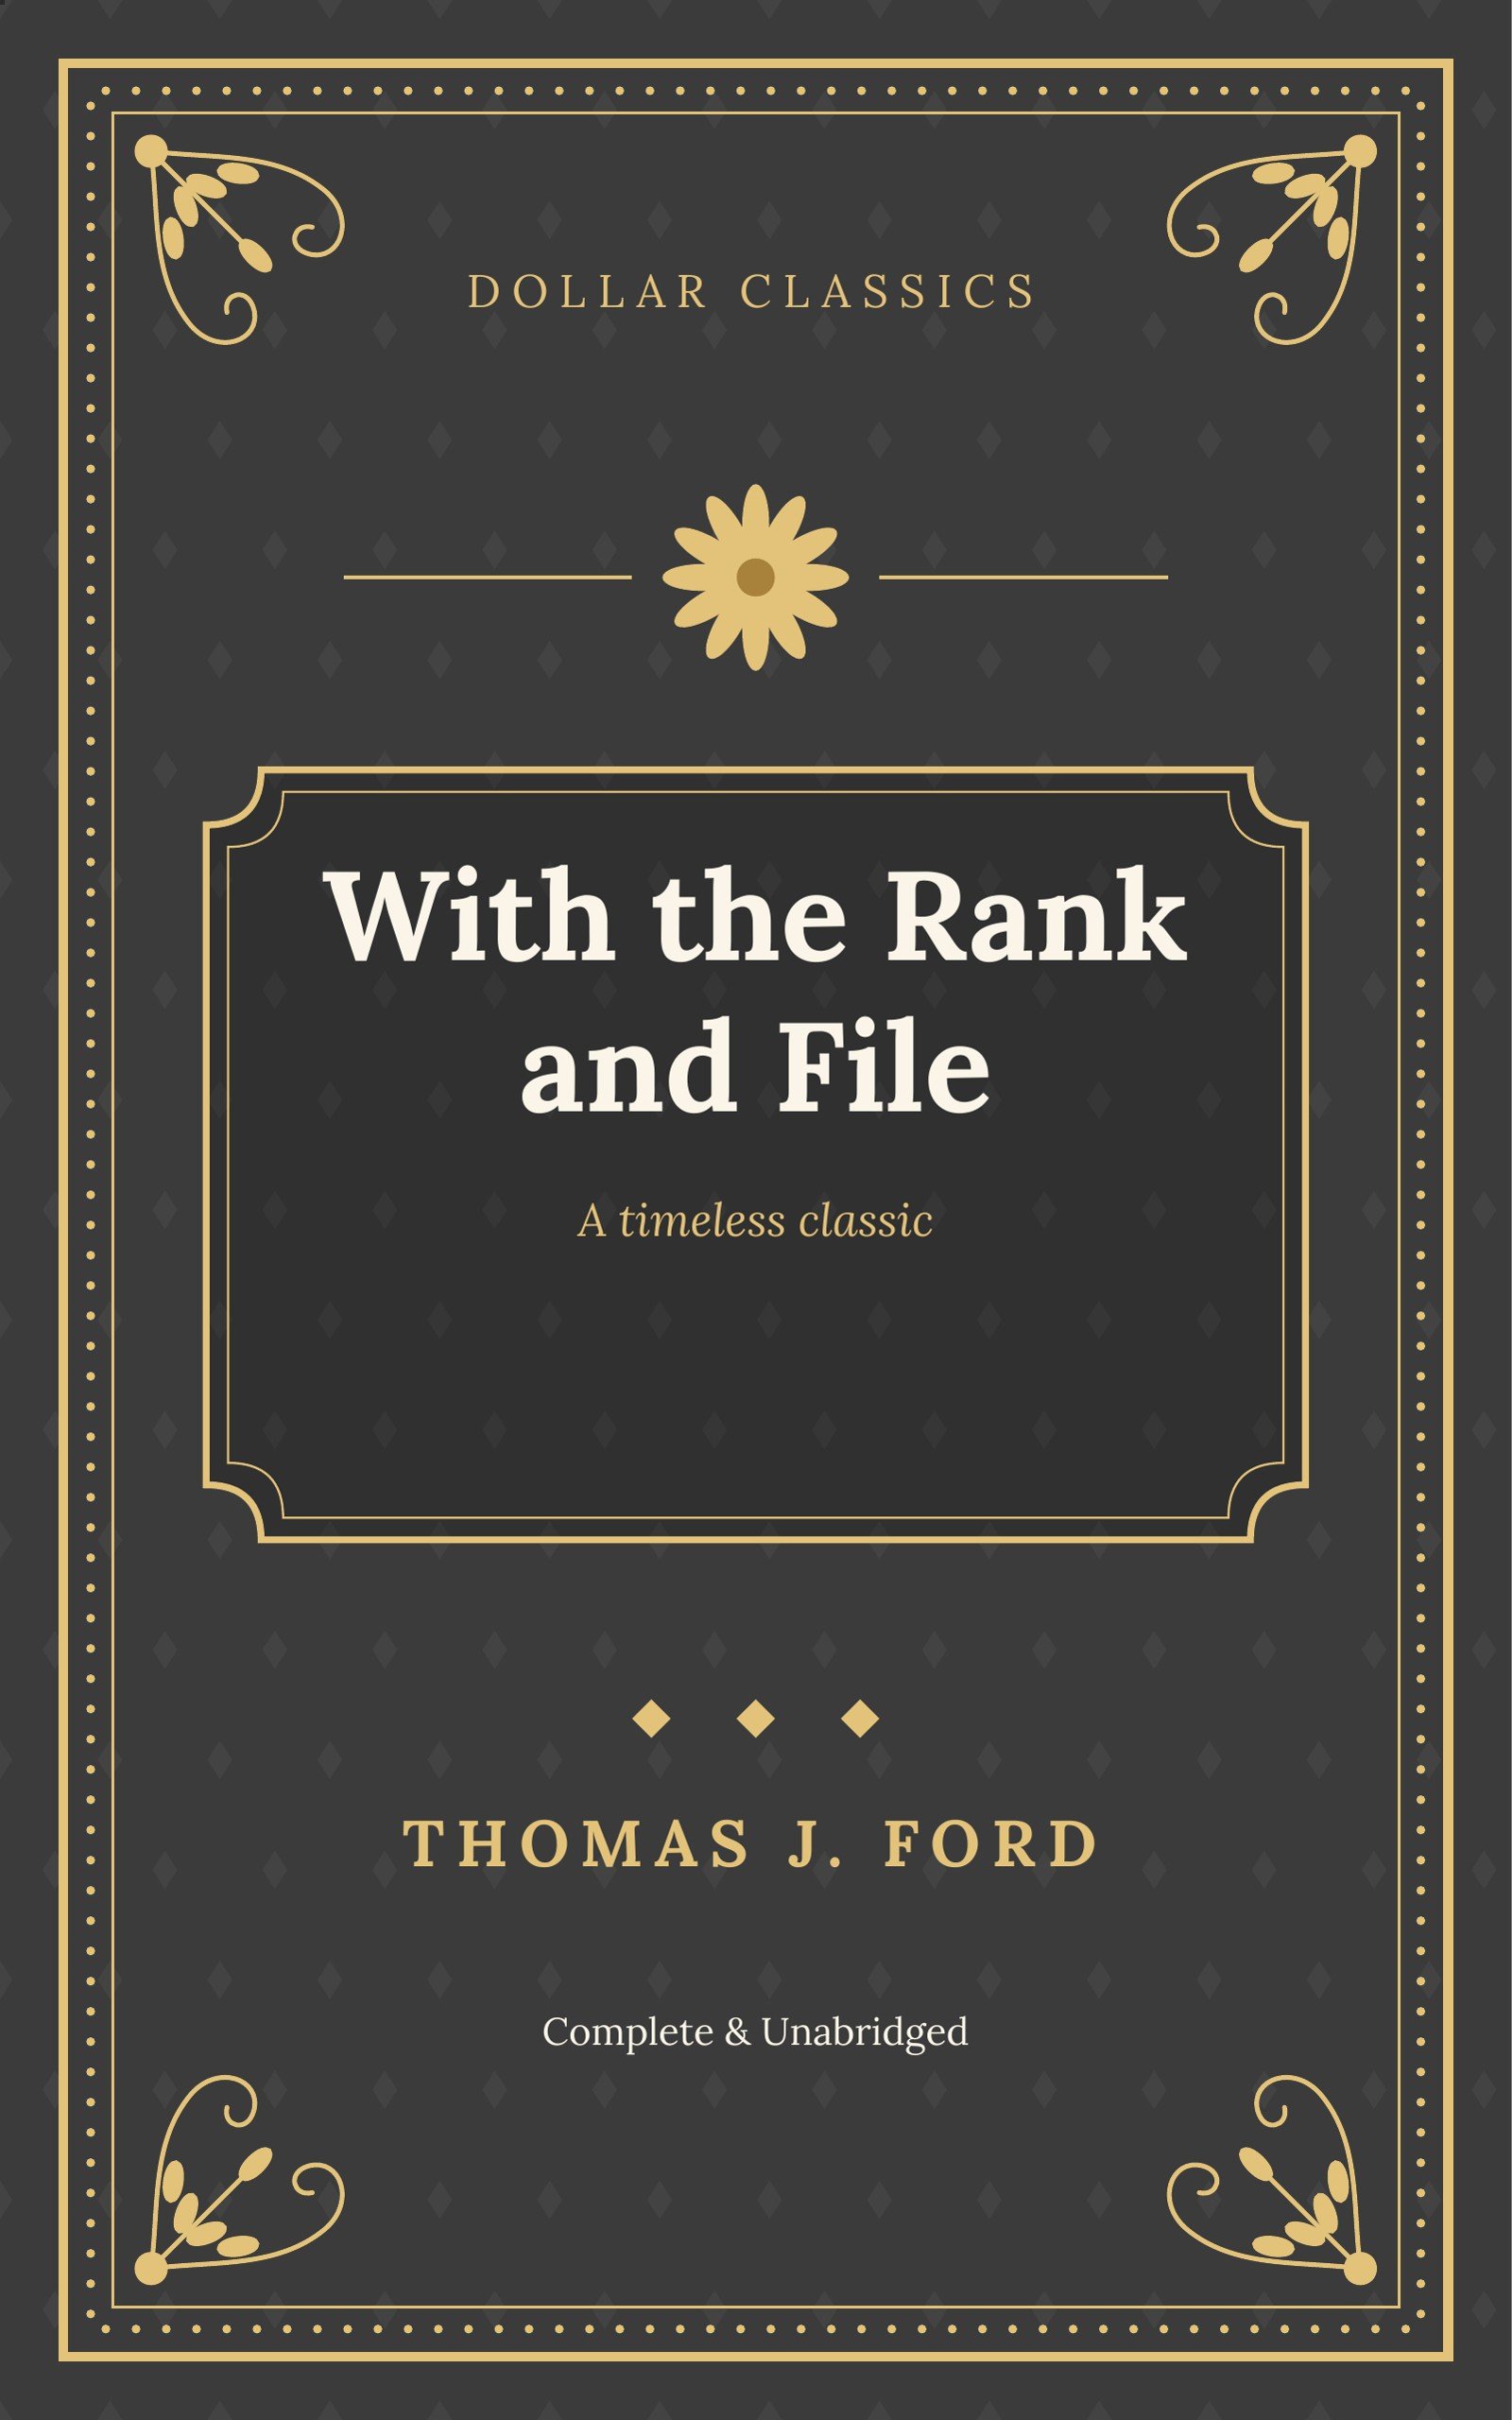 DOLLAR CLASSICS
With the Rank
and File
A timeless classic
THOMAS J. FORD
Complete & Unabridged